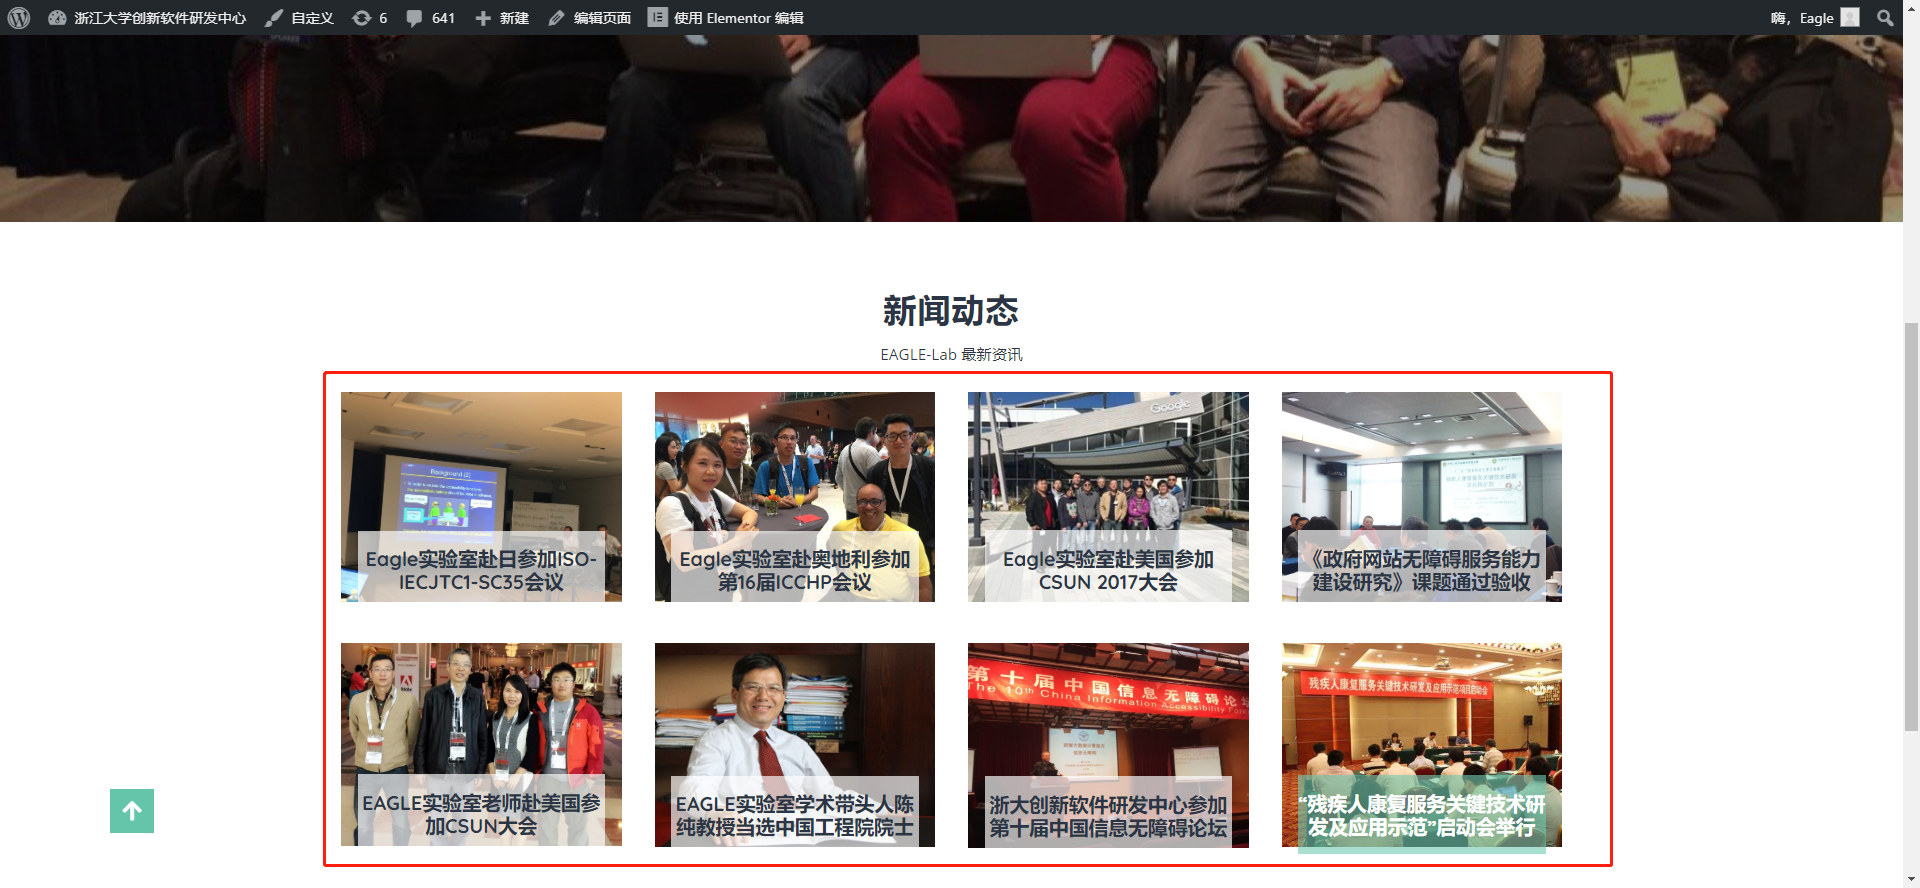 浙江大学创新软件研发中心 自定义 6 641 新建 编辑页面 使用 Elementor 编辑 嗨，Eagle
新闻动态
EAGLE-Lab 最新资讯
Background (2)
Google
Eagle实验室赴日参加ISO-
IECJTC1-SC35会议
Eagle实验室赴奥地利参加
第16届ICCHP会议
Eagle实验室赴美国参加
CSUN 2017大会
《政府网站无障碍服务能力
建设研究》课题通过验收
第十届中国信息无障碍论坛
The 10th China Information Accessibility
残疾人康复服务关键技术研发及应用示范项目启动会
EAGLE实验室老师赴美国参
加CSUN大会
EAGLE实验室学术带头人陈
纯教授当选中国工程院院士
浙大创新软件研发中心参加
第十届中国信息无障碍论坛
“残疾人康复服务关键技术研
发及应用示范”启动会举行